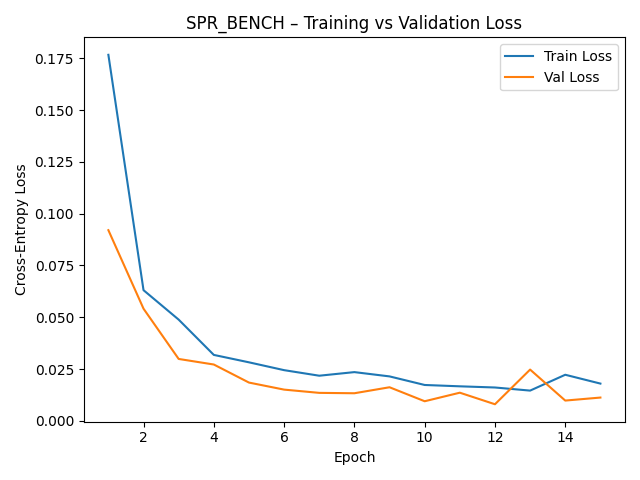 SPR_BENCH – Training vs Validation Loss
Train Loss
Val Loss
Cross-Entropy Loss
0.175
0.150
0.125
0.100
0.075
0.050
0.025
0.000
2 4 6 8 10 12 14
Epoch